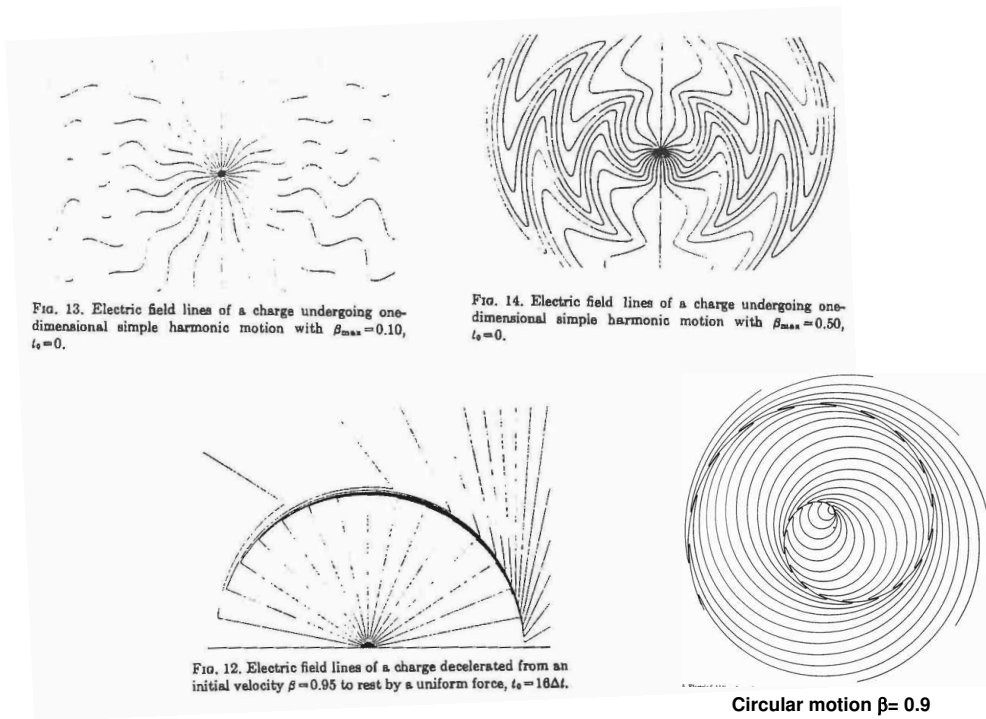 FIG. 13. Electric field lines of a charge undergoing one-
dimensional simple harmonic motion with βmax=0.10,
t₀=0.
FIG. 14. Electric field lines of a charge undergoing one-
dimensional simple harmonic motion with βmax=0.50,
t₀=0.
FIG. 12. Electric field lines of a charge decelerated from an
initial velocity β=0.95 to rest by a uniform force, t₀=16Δt.
Circular motion β= 0.9